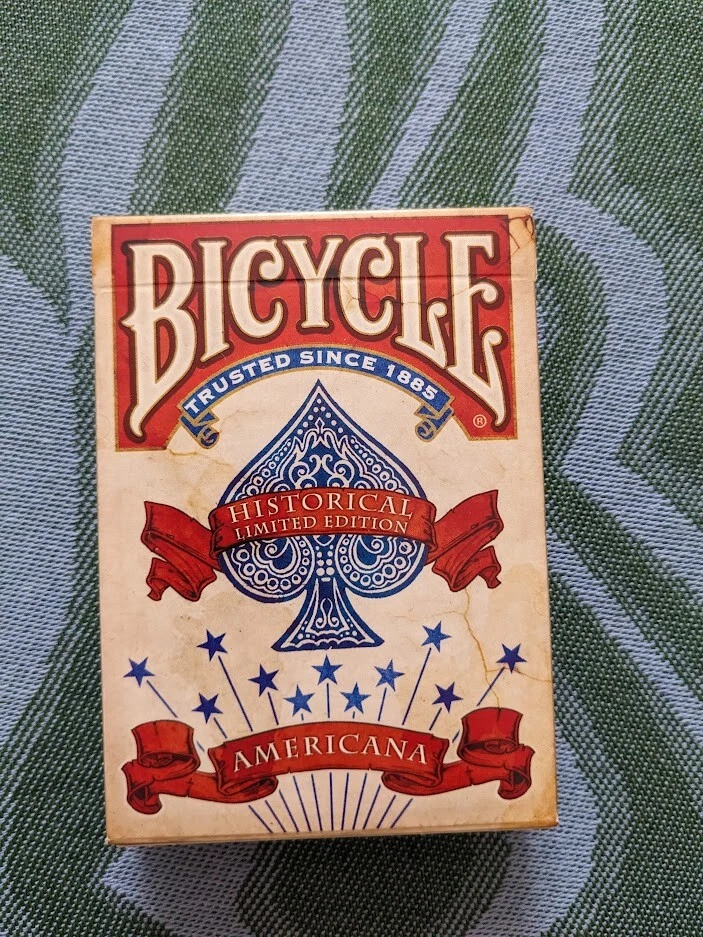 BICYCLE
®
TRUSTED SINCE 1885
HISTORICAL
LIMITED EDITION
AMERICANA